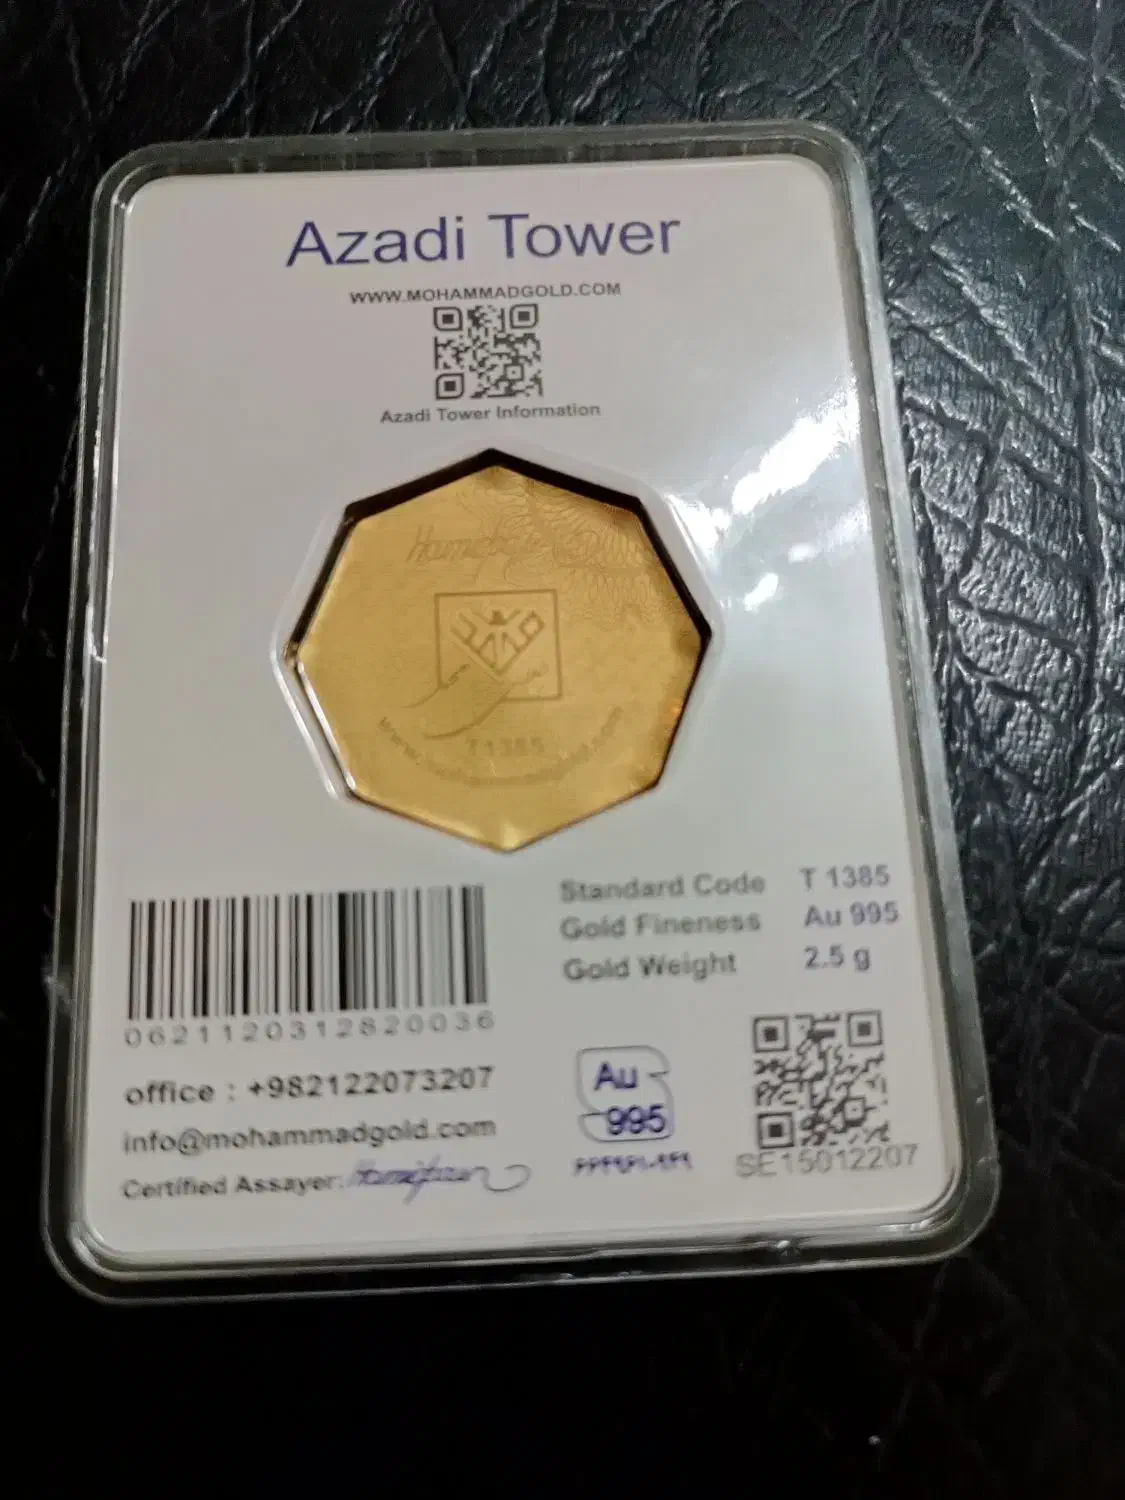 Azadi Tower
WWW.MOHAMMADGOLD.COM
Azadi Tower Information
T1385
Standard Code T 1385
Gold Fineness Au 995
Gold Weight 2.5 g
0621120312820036
office : +982122073207
info@mohammadgold.com
Certified Assayer:
Au
995
SE15012207